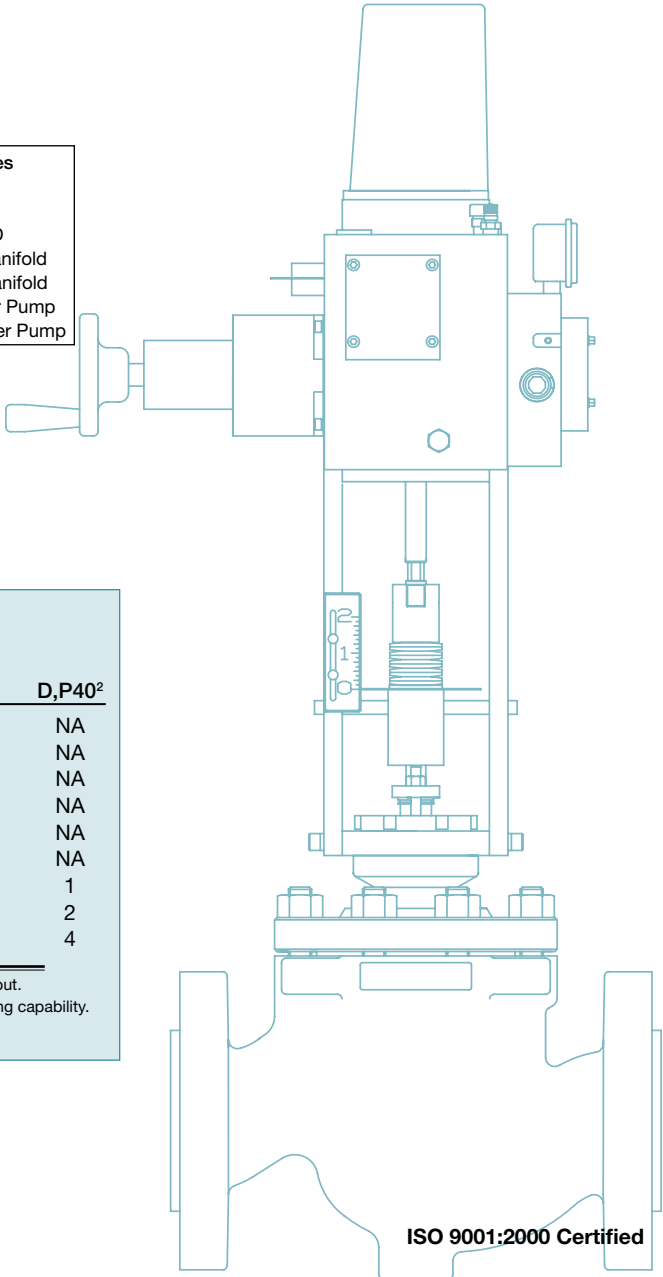 es
D
anifold
anifold
r Pump
er Pump
2
1
0
D,P40²
NA
NA
NA
NA
NA
NA
1
2
4
out.
ng capability.
ISO 9001:2000 Certified